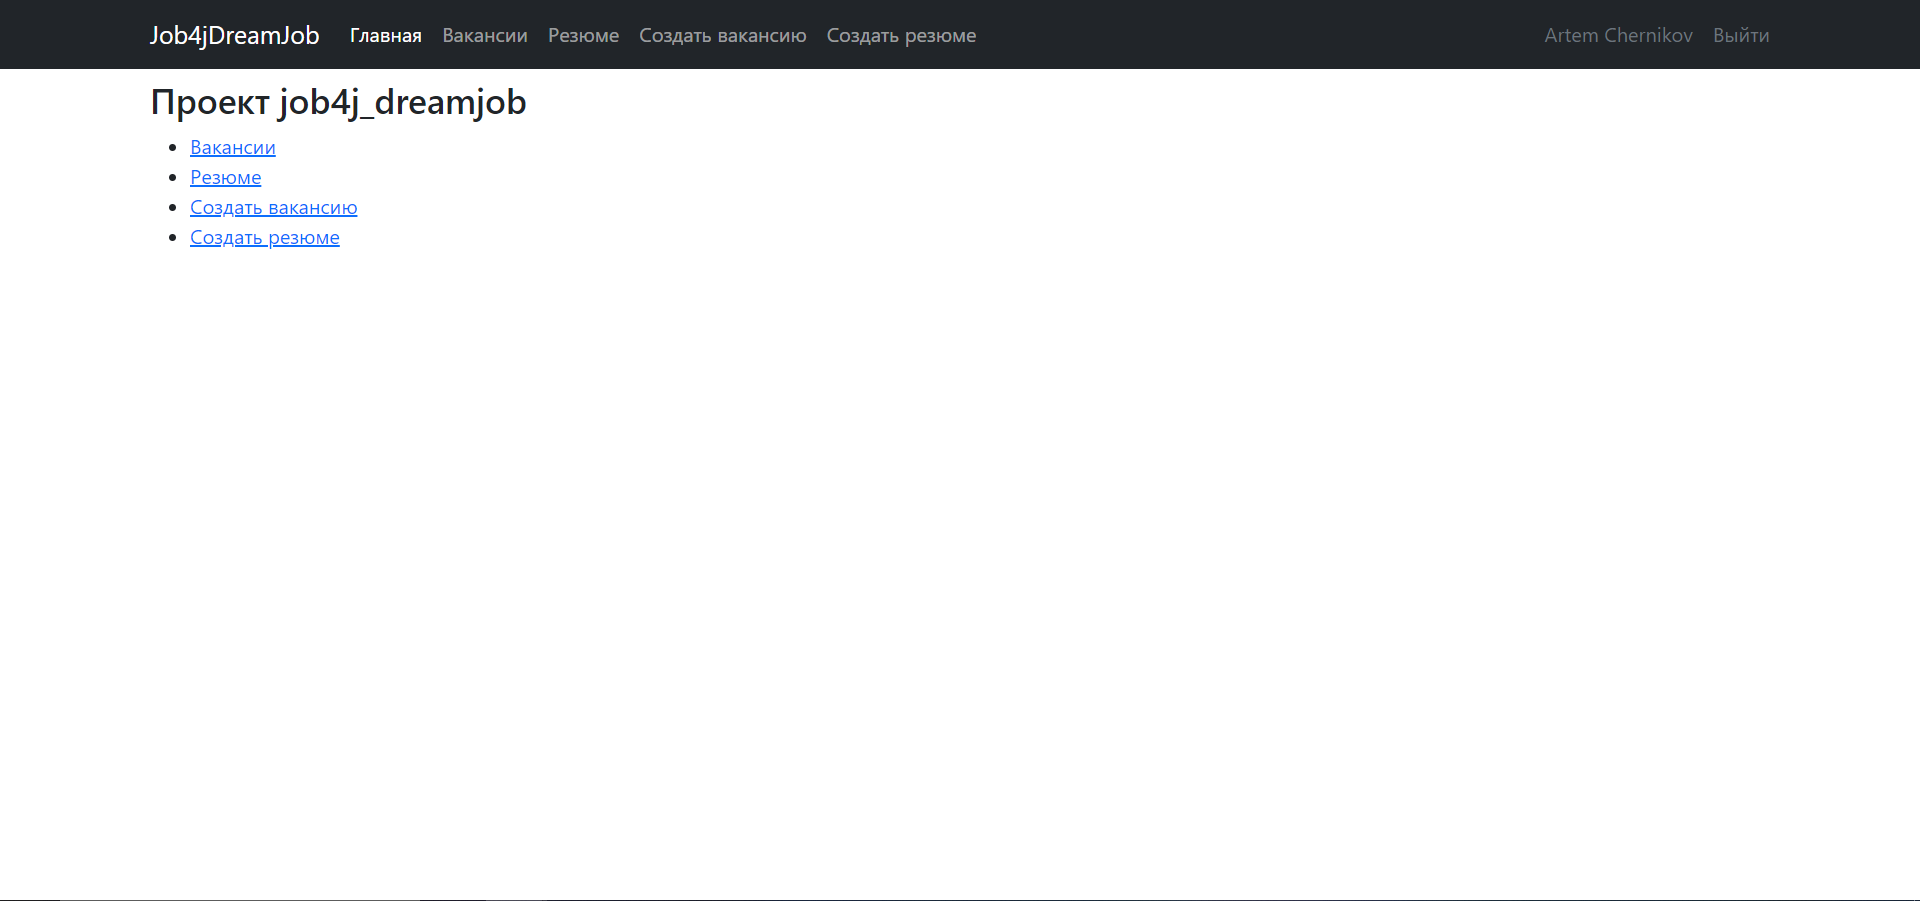 Job4jDreamJob Главная Вакансии Резюме Создать вакансию Создать резюме Artem Chernikov Выйти
Проект job4j_dreamjob
Вакансии
Резюме
Создать вакансию
Создать резюме